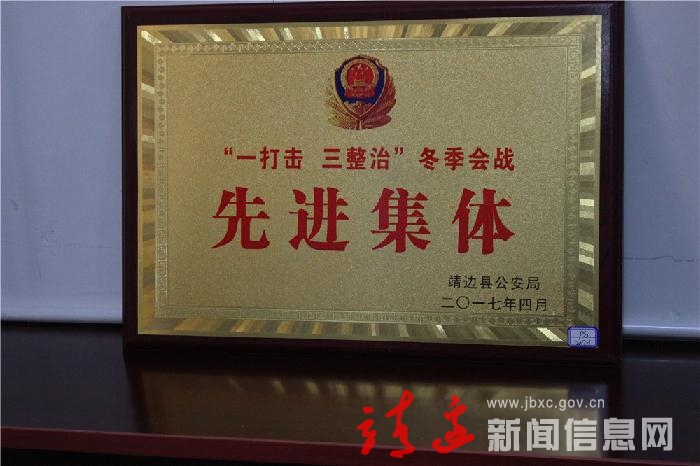 “一打击 三整治”冬季会战
先进集体
靖边县公安局
二〇一七年四月
www.jbxc.gov.cn
靖边 新闻信息网